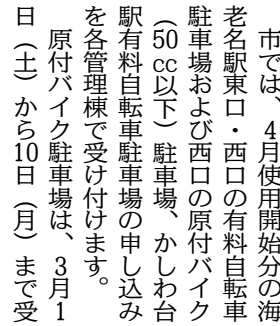 市では、4月使用開始分の海
老名駅東口・西口の有料自転車
駐車場および西口の原付バイク
（50cc以下）駐車場、かしわ台
駅有料自転車駐車場の申し込み
を各管理棟で受け付けます。
　原付バイク駐車場は、3月1
日（土）から10日（月）まで受